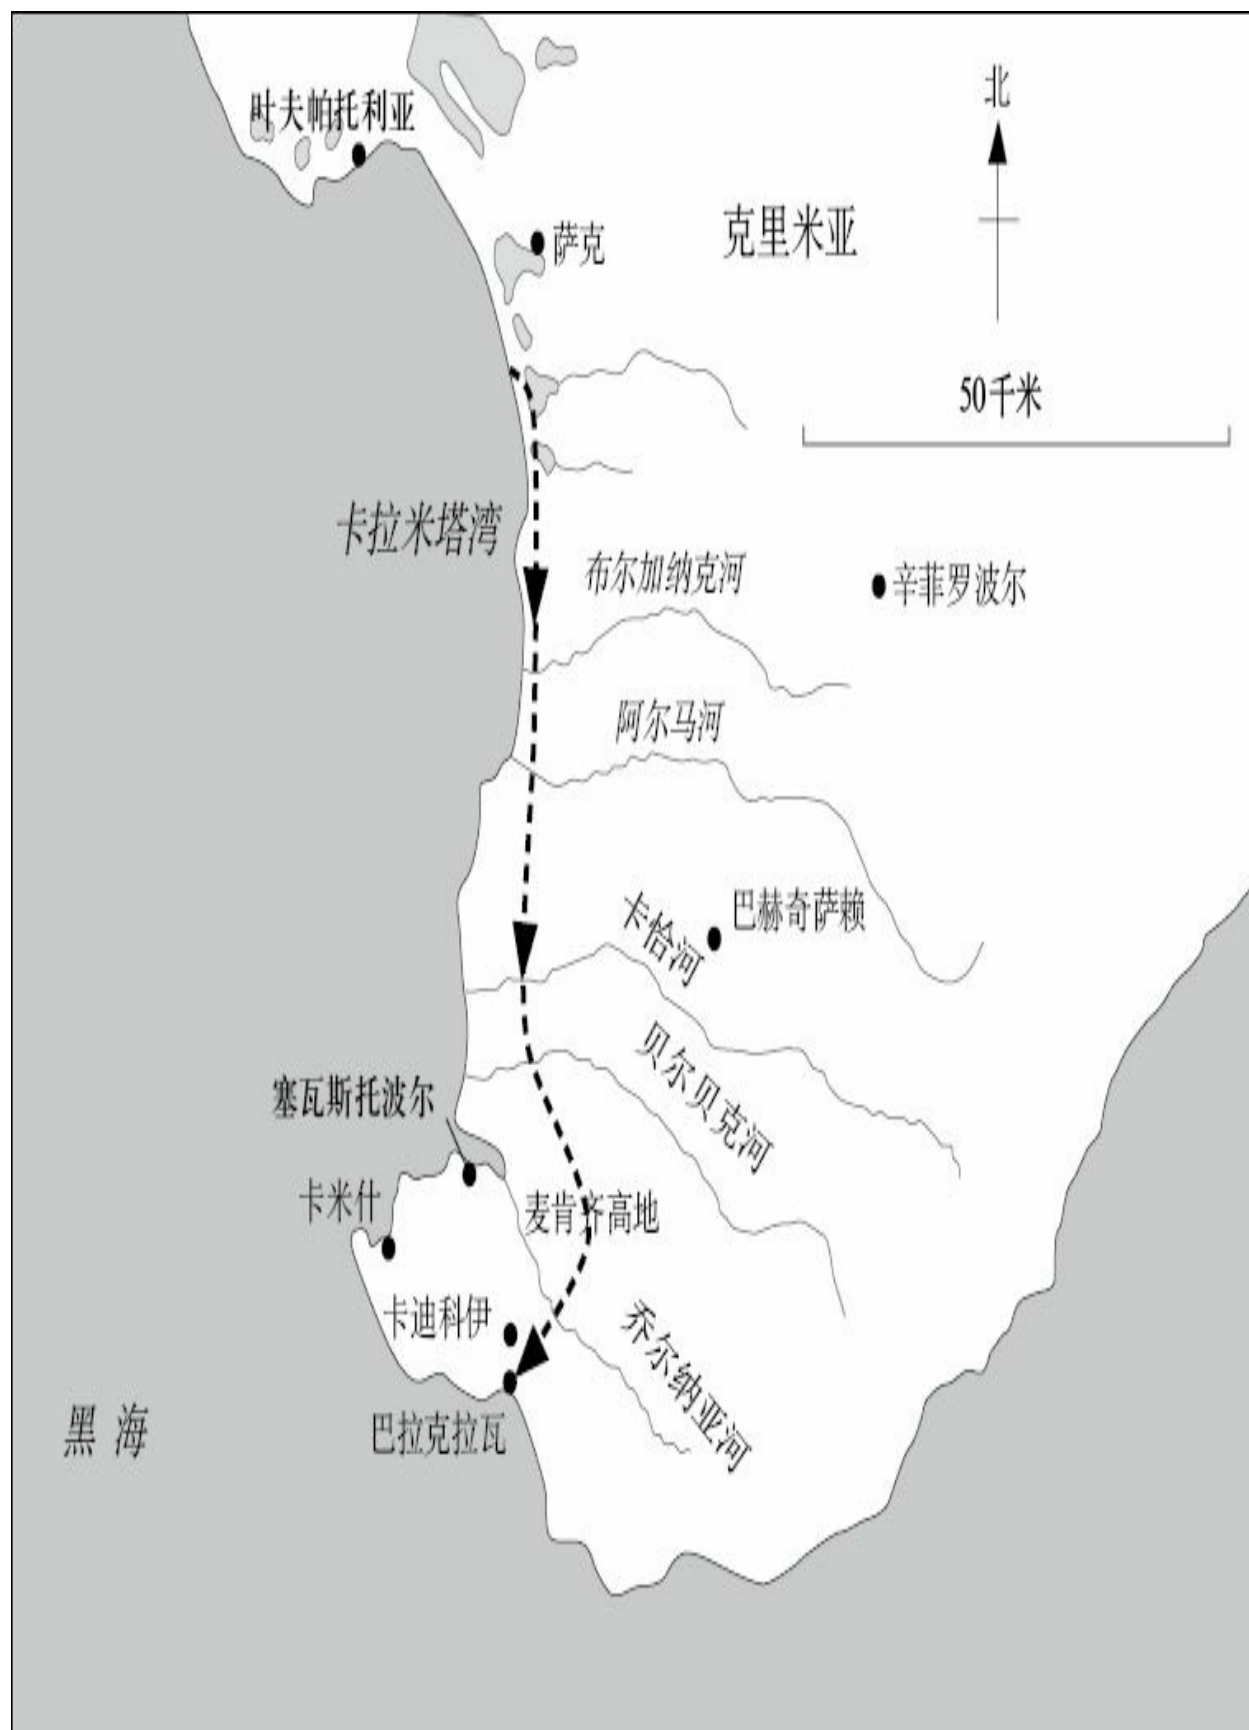 北
叶夫帕托利亚
克里米亚
萨克
50千米
卡拉米塔湾
布尔加纳克河
辛菲罗波尔
阿尔马河
巴赫奇萨赖
卡恰河
贝尔贝克河
塞瓦斯托波尔
卡米什
麦肯齐高地
卡迪科伊
乔尔纳亚河
黑海
巴拉克拉瓦